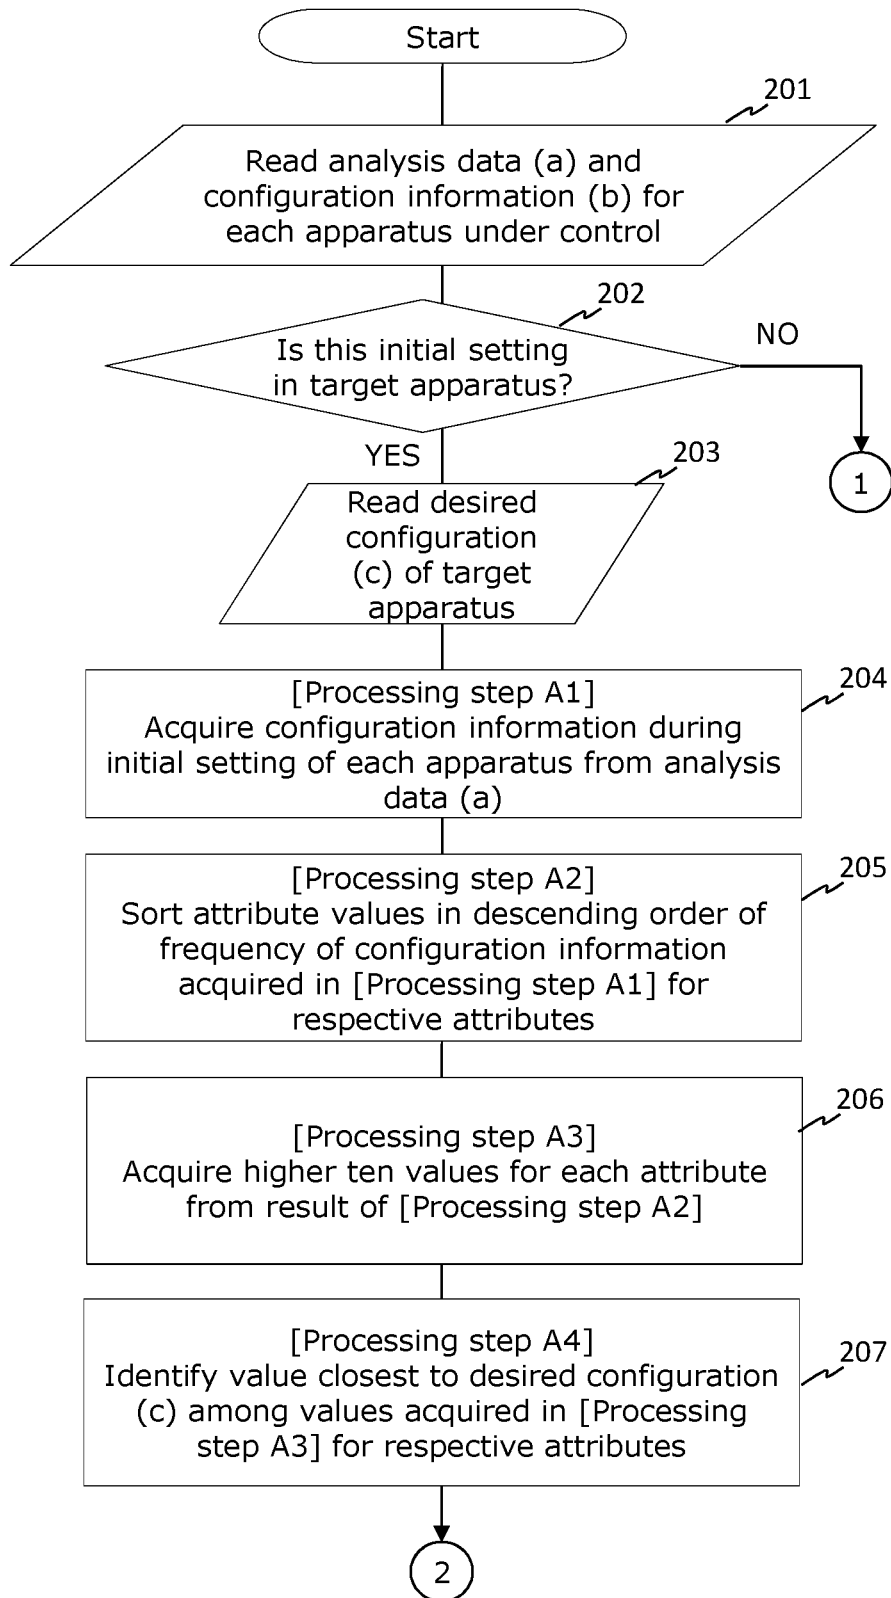 Start
201
Read analysis data (a) and
configuration information (b) for
each apparatus under control
202
Is this initial setting
in target apparatus?
NO
1
YES
203
Read desired
configuration
(c) of target
apparatus
204
[Processing step A1]
Acquire configuration information during
initial setting of each apparatus from analysis
data (a)
205
[Processing step A2]
Sort attribute values in descending order of
frequency of configuration information
acquired in [Processing step A1] for
respective attributes
206
[Processing step A3]
Acquire higher ten values for each attribute
from result of [Processing step A2]
207
[Processing step A4]
Identify value closest to desired configuration
(c) among values acquired in [Processing
step A3] for respective attributes
2